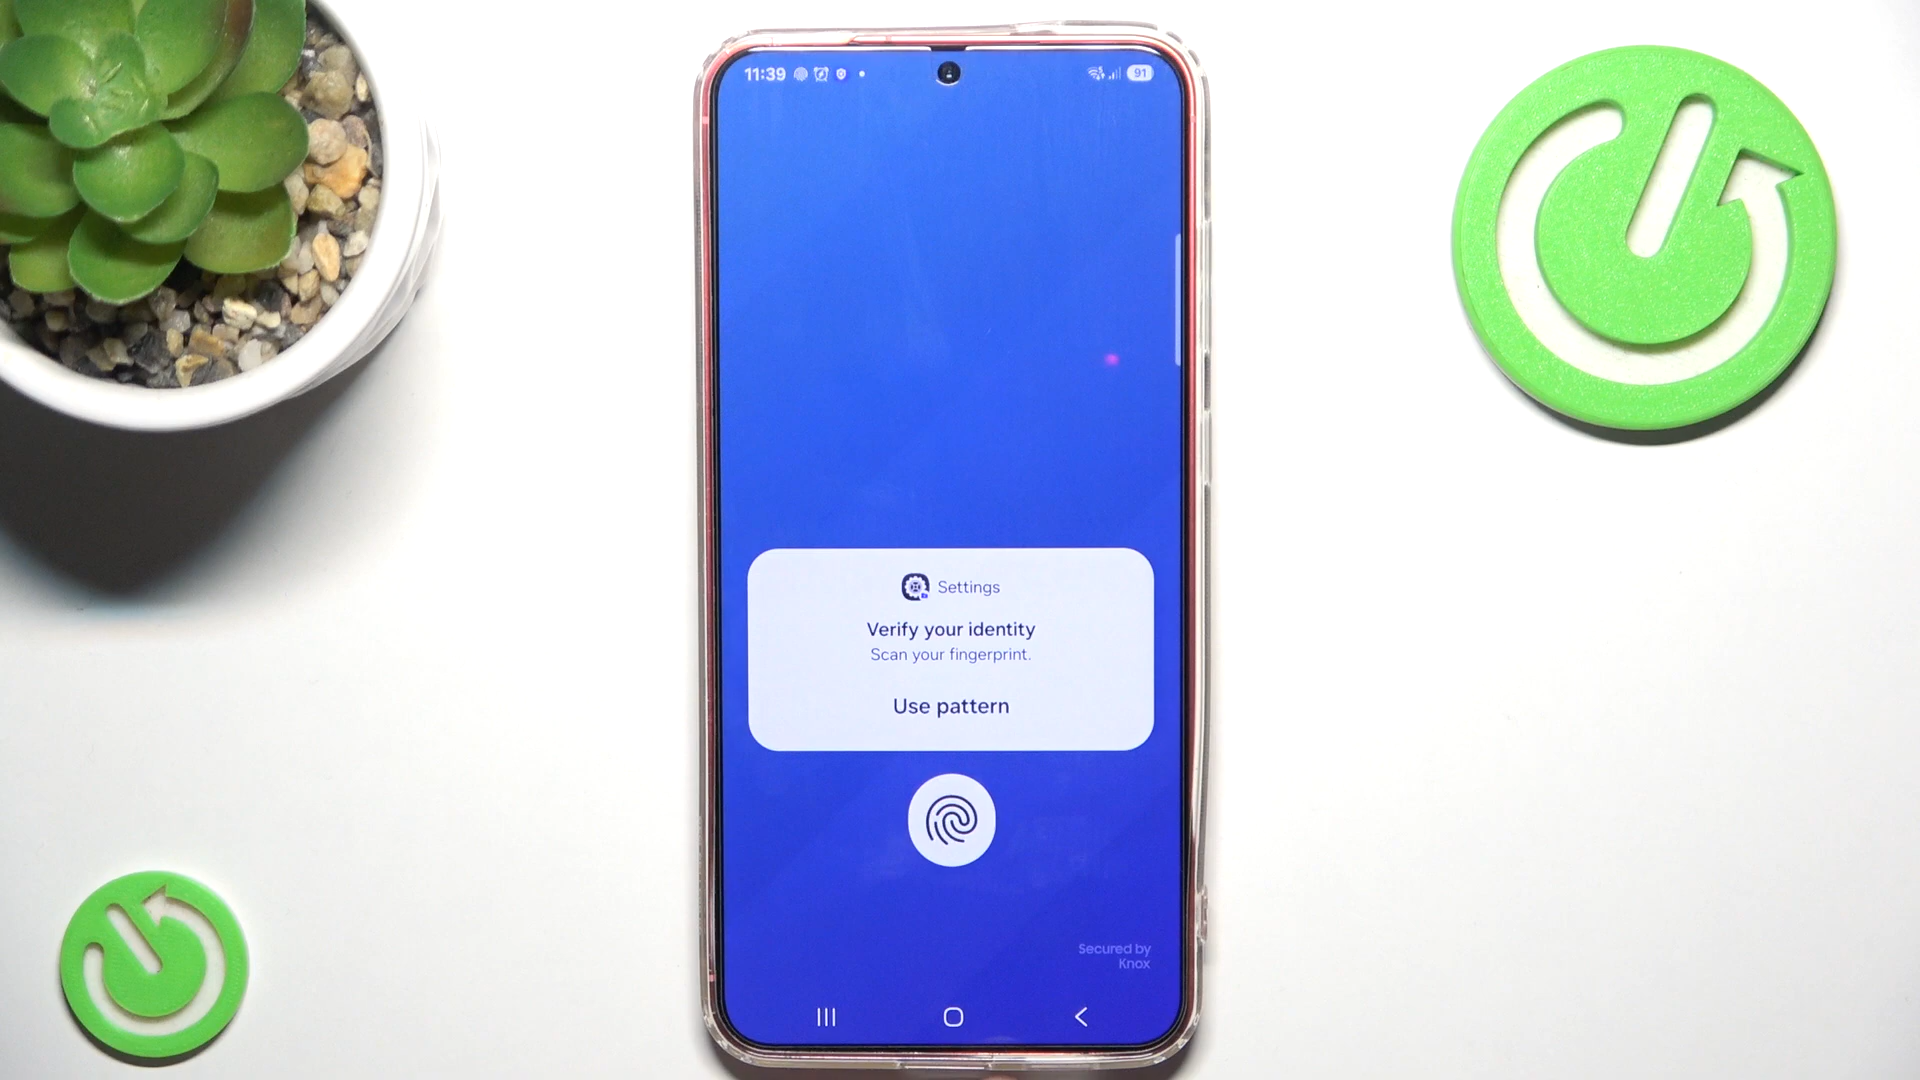 11:39
91
Settings
Verify your identity
Scan your fingerprint.
Use pattern
Secured by
Knox